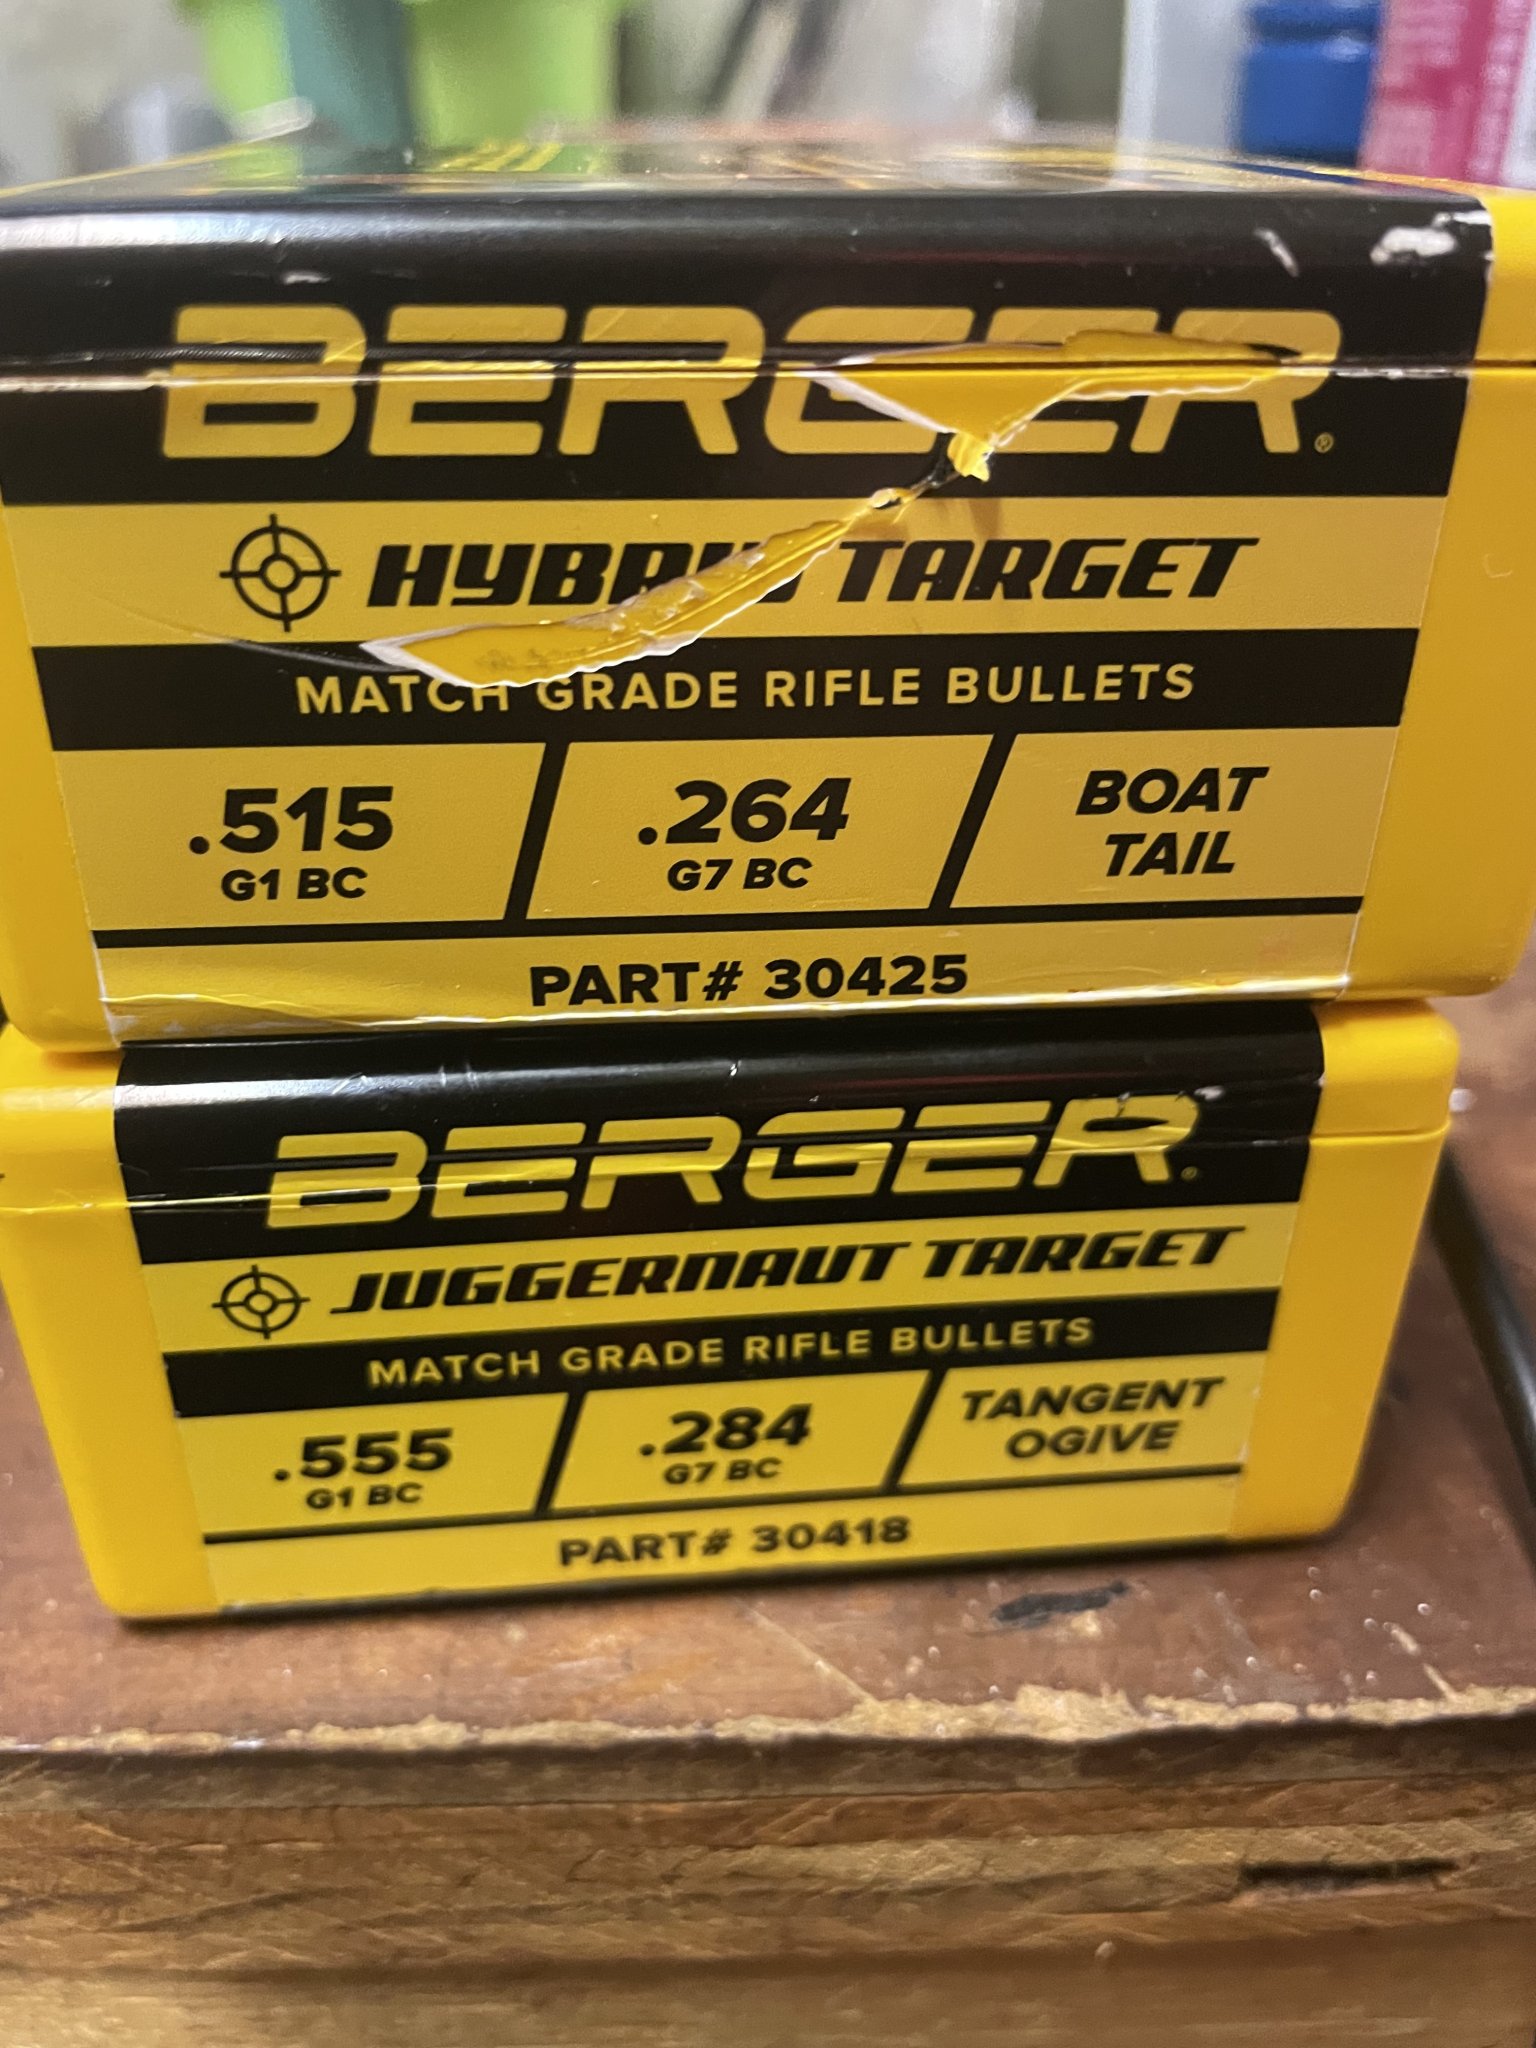 BERGER®
HYBRID TARGET
MATCH GRADE RIFLE BULLETS
.515
G1 BC
.264
G7 BC
BOAT
TAIL
PART# 30425
BERGER®
JUGGERNAUT TARGET
MATCH GRADE RIFLE BULLETS
.555
G1 BC
.284
G7 BC
TANGENT
OGIVE
PART# 30418